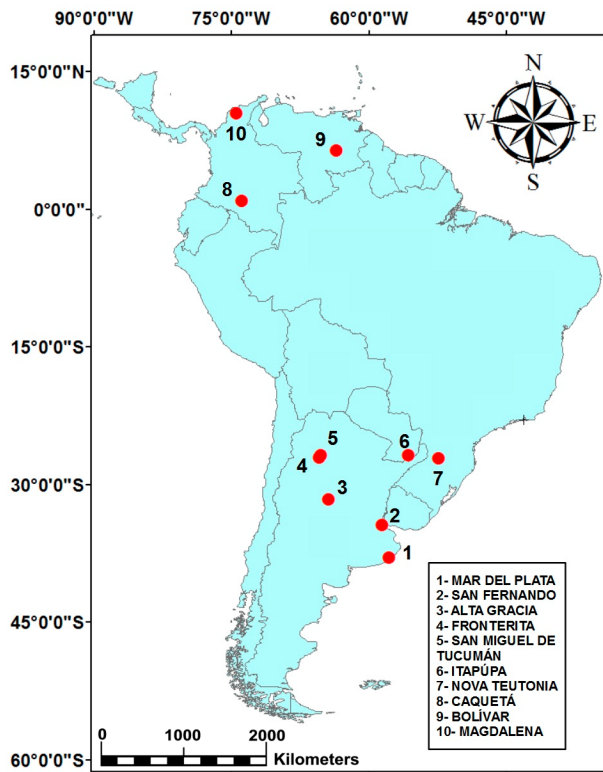 90°0'0"W 75°0'0"W 60°0'0"W 45°0'0"W
15°0'0"N
N
W E
S
10
9
8
0°0'0"
15°0'0"S
5
6
4
7
3
30°0'0"S
2
1
1- MAR DEL PLATA
2- SAN FERNANDO
3- ALTA GRACIA
4- FRONTERITA
5- SAN MIGUEL DE
TUCUMÁN
6- ITAPÚPA
7- NOVA TEUTONIA
8- CAQUETÁ
9- BOLÍVAR
10- MAGDALENA
45°0'0"S
60°0'0"S
0 1000 2000
Kilometers